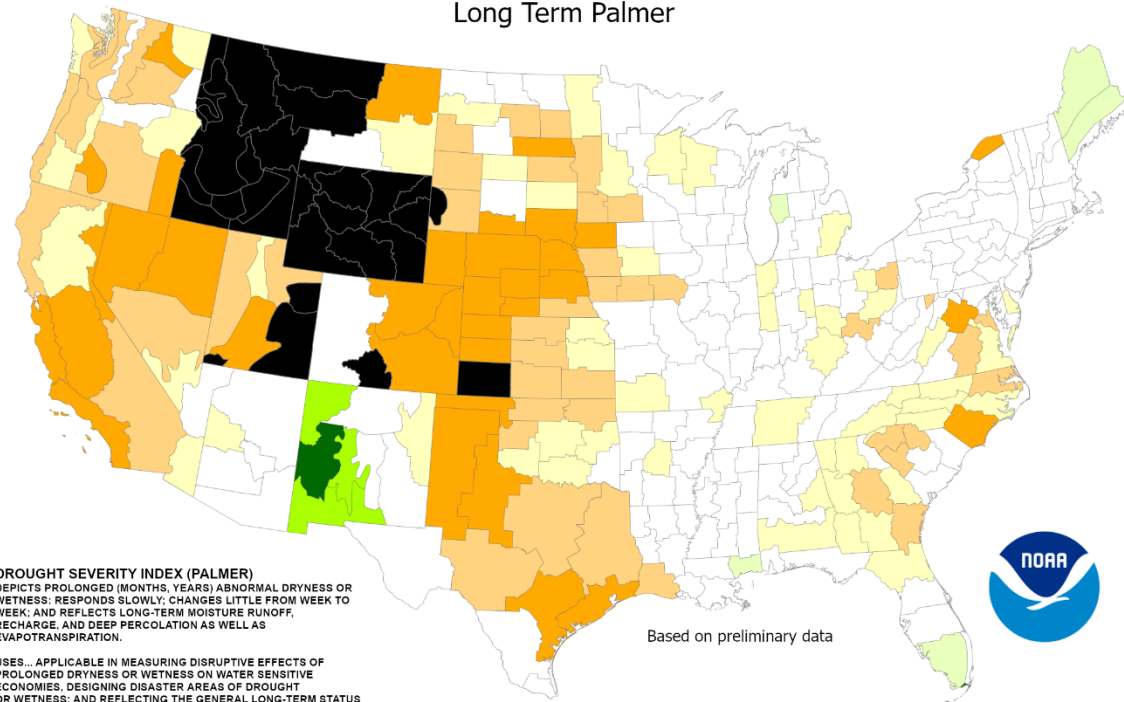 Long Term Palmer
NOAA
Based on preliminary data
DROUGHT SEVERITY INDEX (PALMER)
DEPICTS PROLONGED (MONTHS, YEARS) ABNORMAL DRYNESS OR
WETNESS: RESPONDS SLOWLY; CHANGES LITTLE FROM WEEK TO
WEEK; AND REFLECTS LONG-TERM MOISTURE RUNOFF,
RECHARGE, AND DEEP PERCOLATION AS WELL AS
EVAPOTRANSPIRATION.
USES... APPLICABLE IN MEASURING DISRUPTIVE EFFECTS OF
PROLONGED DRYNESS OR WETNESS ON WATER SENSITIVE
ECONOMIES, DESIGNING DISASTER AREAS OF DROUGHT
OR WETNESS; AND REFLECTING THE GENERAL LONG-TERM STATUS